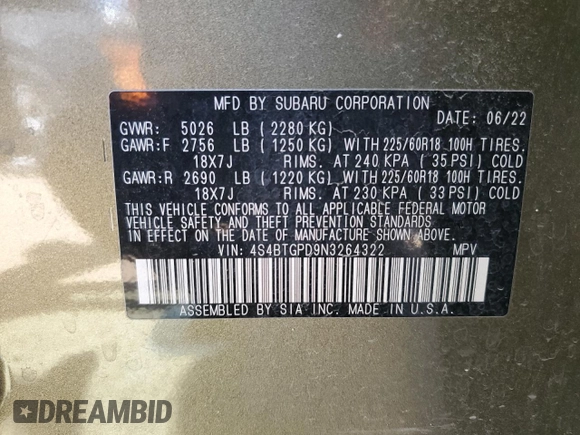 MFD BY SUBARU CORPORATION
DATE: 06/22
GVWR: 5026 LB ( 2280 KG)
GAWR:F 2756 LB ( 1250 KG) WITH 225/60R18 100H TIRES.
18X7J RIMS. AT 240 KPA ( 35 PSI) COLD
GAWR:R 2690 LB ( 1220 KG) WITH 225/60R18 100H TIRES.
18X7J RIMS. AT 230 KPA ( 33 PSI) COLD
THIS VEHICLE CONFORMS TO ALL APPLICABLE FEDERAL MOTOR
VEHICLE SAFETY AND THEFT PREVENTION STANDARDS
IN EFFECT ON THE DATE OF MANUFACTURE SHOWN ABOVE.
VIN: 4S4BTGPD9N3264322 MPV
ASSEMBLED BY SIA INC. MADE IN U.S.A.
DREAMBID